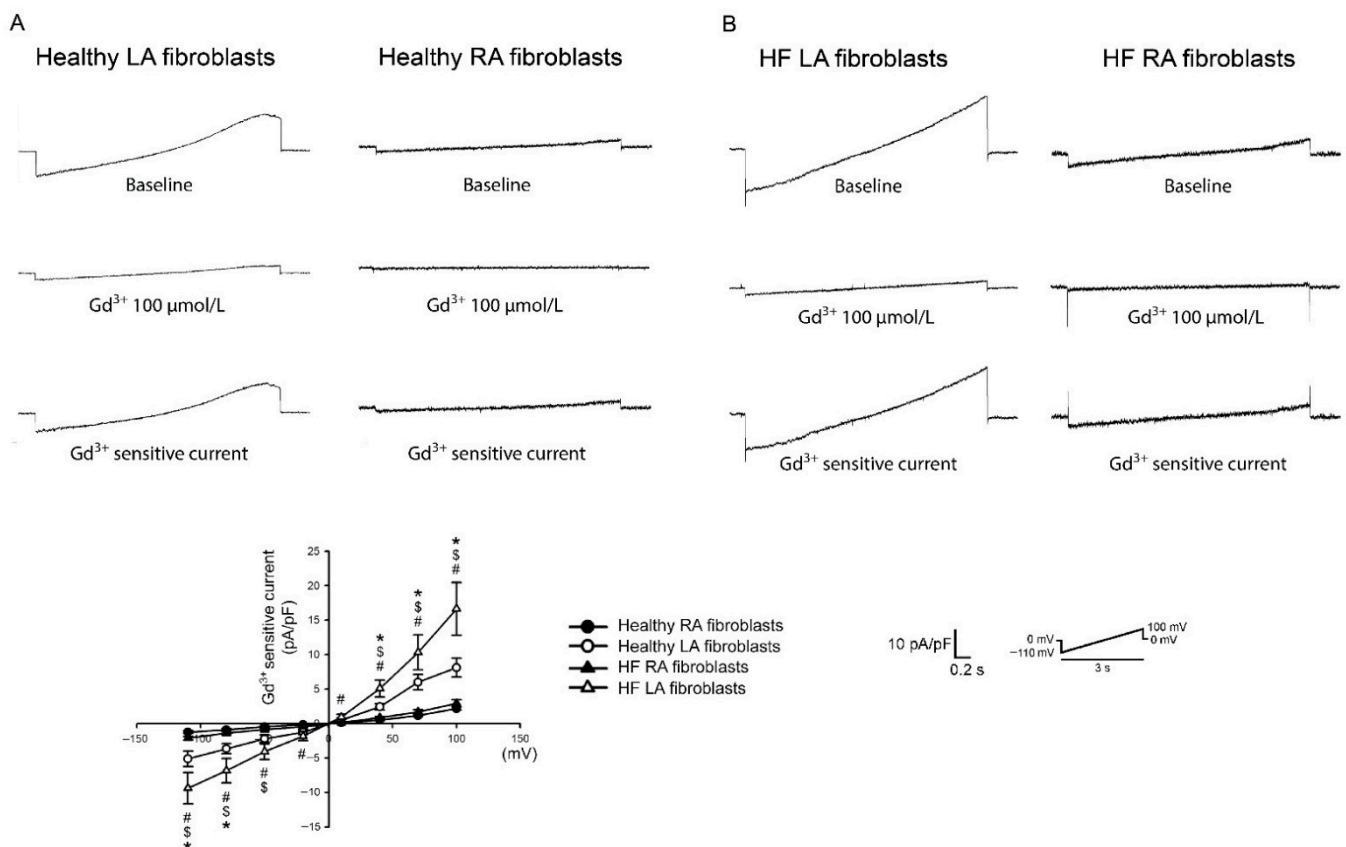 A
Healthy LA fibroblasts
Healthy RA fibroblasts
Baseline
Baseline
Gd³⁺ 100 μmol/L
Gd³⁺ 100 μmol/L
Gd³⁺ sensitive current
Gd³⁺ sensitive current
B
HF LA fibroblasts
HF RA fibroblasts
Baseline
Baseline
Gd³⁺ 100 μmol/L
Gd³⁺ 100 μmol/L
Gd³⁺ sensitive current
Gd³⁺ sensitive current
Gd³⁺ sensitive current
(pA/pF)
25
20
15
10
5
0
−5
−10
−15
−150
−100
−50
0
50
100
150
(mV)
#
$
*
#
$
*
#
$
#
#
*
$
#
*
$
#
*
$
#
Healthy RA fibroblasts
Healthy LA fibroblasts
HF RA fibroblasts
HF LA fibroblasts
10 pA/pF
0.2 s
0 mV
−110 mV
100 mV
0 mV
3 s